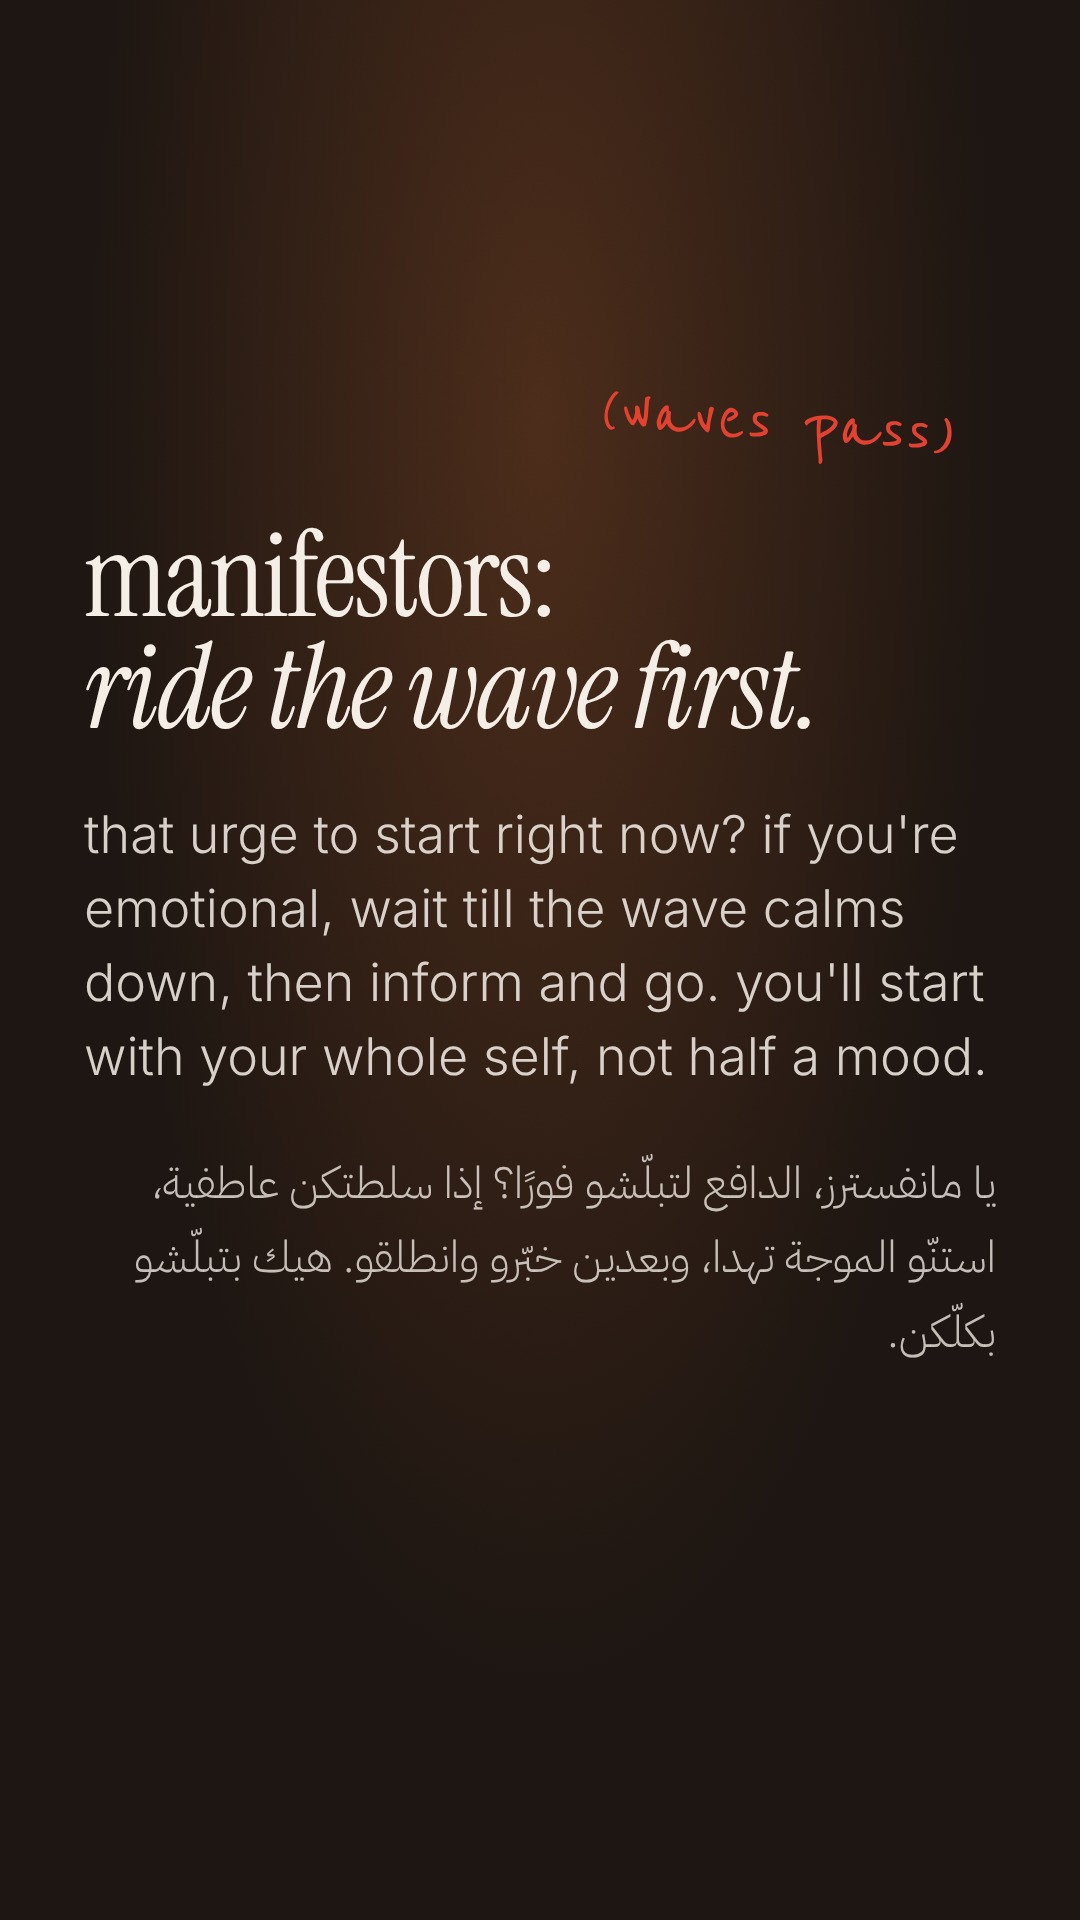 (waves pass)
manifestors:
ride the wave first.
that urge to start right now? if you're
emotional, wait till the wave calms
down, then inform and go. you'll start
with your whole self, not half a mood.
يا مانفسترز، الدافع لتبلّشو فورًا؟ إذا سلطتكن عاطفية،
استنّو الموجة تهدا، وبعدين خبّرو وانطلقو. هيك بتبلّشو
بكلّكن.